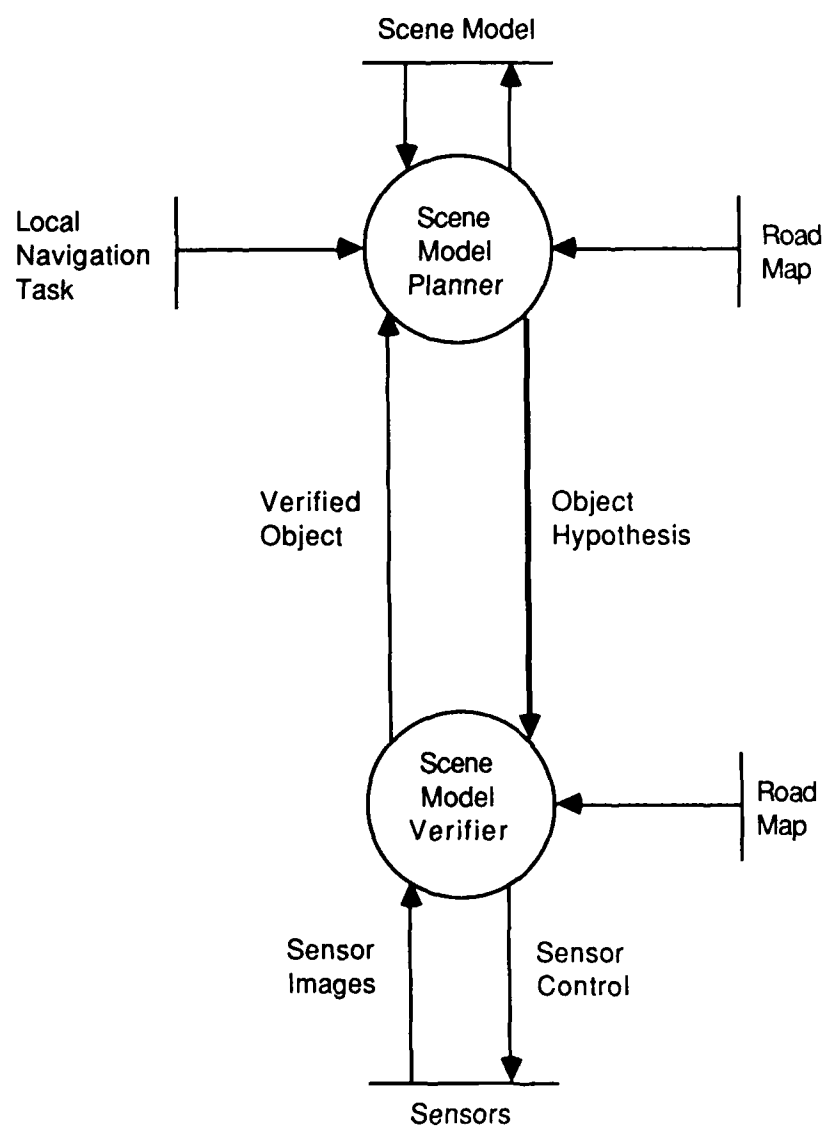 Scene Model
Local
Navigation
Task
Scene
Model
Planner
Road
Map
Verified
Object
Object
Hypothesis
Scene
Model
Verifier
Road
Map
Sensor
Images
Sensor
Control
Sensors